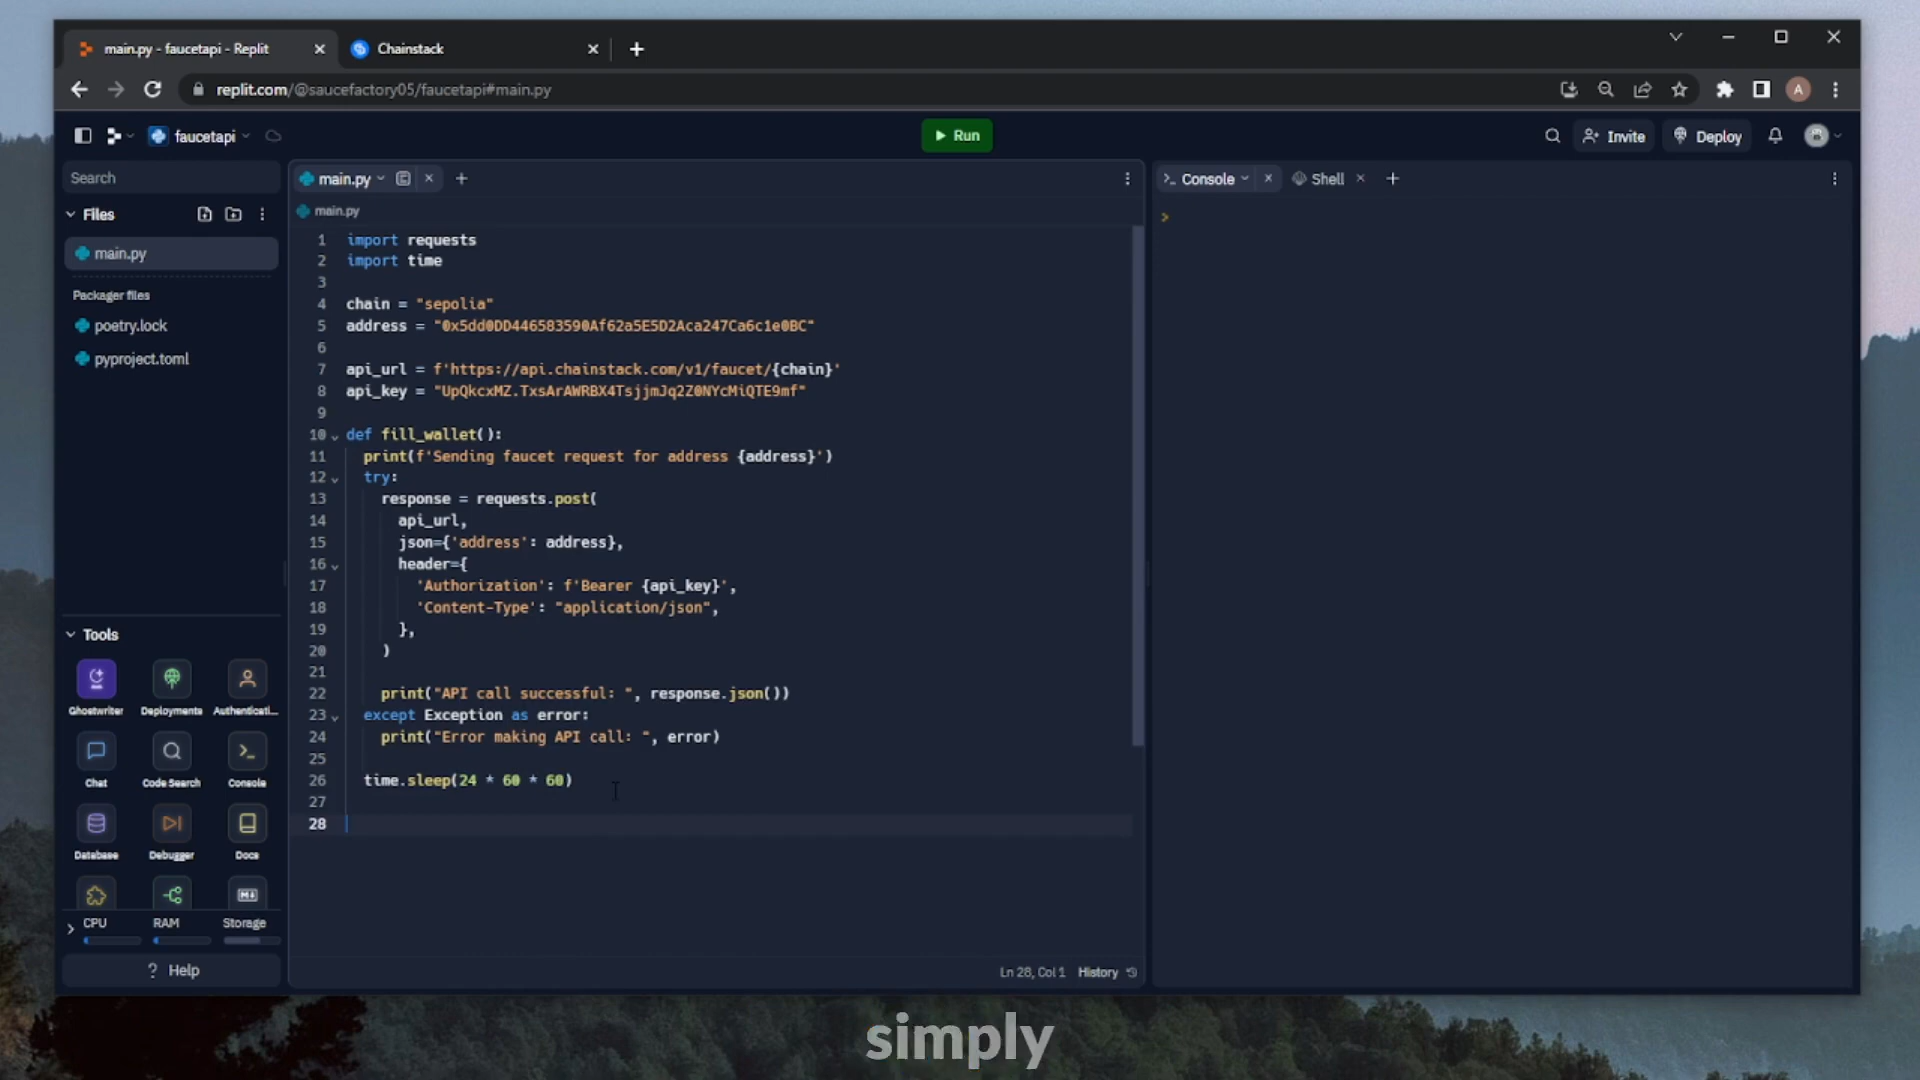 main.py - faucetapi - Replit
Chainstack
replit.com/@saucefactory05/faucetapi#main.py
A
faucetapi
Run
Invite
Deploy
Search
Files
main.py
Packager files
poetry.lock
pyproject.toml
Tools
Ghostwriter
Deployments
Authenticati...
Chat
Code Search
Console
Database
Debugger
Docs
CPU
RAM
Storage
? Help
main.py
main.py
1 import requests
2 import time
3
4 chain = "sepolia"
5 address = "0x5dd0DD446583590Af62a5E5D2Aca247Ca6c1e0BC"
6
7 api_url = f'https://api.chainstack.com/v1/faucet/{chain}'
8 api_key = "UpQkcxMZ.TxsArAWRBX4TsjjmJq2Z0NYcMiQTE9mf"
9
10 def fill_wallet():
11 print(f'Sending faucet request for address {address}')
12 try:
13 response = requests.post(
14 api_url,
15 json={'address': address},
16 header={
17 'Authorization': f'Bearer {api_key}',
18 'Content-Type': "application/json",
19 },
20 )
21
22 print("API call successful: ", response.json())
23 except Exception as error:
24 print("Error making API call: ", error)
25
26 time.sleep(24 * 60 * 60)
27
28
Ln 28, Col 1 History
>_ Console
Shell
>
simply